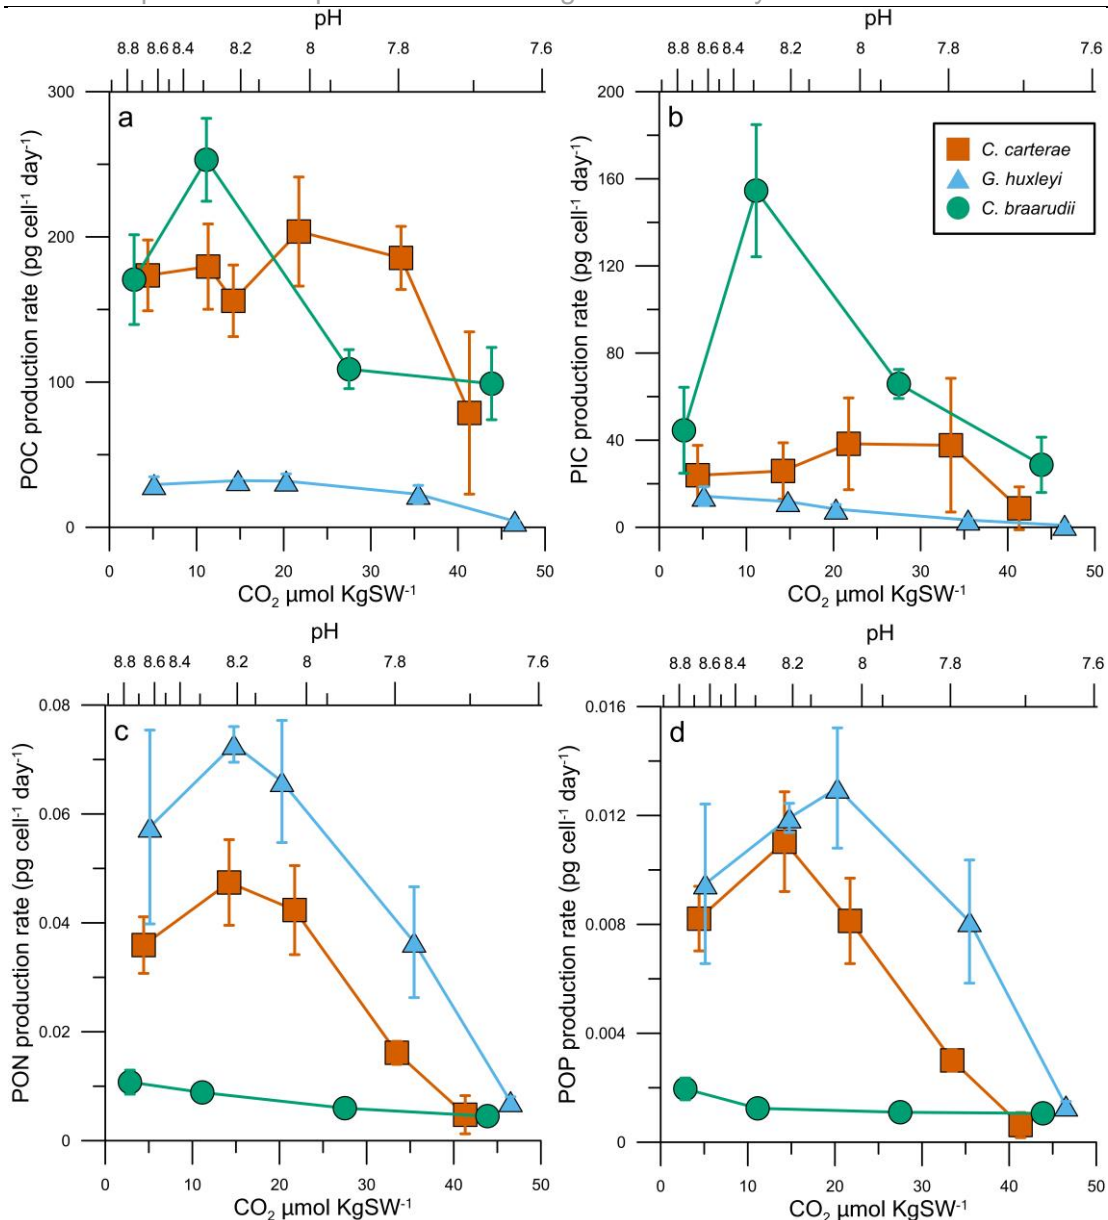 pH
8.8 8.6 8.4 8.2 8 7.8 7.6
a
300
200
100
0
POC production rate (pg cell⁻¹ day⁻¹)
0 10 20 30 40 50
CO₂ µmol KgSW⁻¹
pH
8.8 8.6 8.4 8.2 8 7.8 7.6
b
200
160
120
80
40
0
PIC production rate (pg cell⁻¹ day⁻¹)
C. carterae
G. huxleyi
C. braarudii
0 10 20 30 40 50
CO₂ µmol KgSW⁻¹
pH
8.8 8.6 8.4 8.2 8 7.8 7.6
c
0.08
0.06
0.04
0.02
0
PON production rate (pg cell⁻¹ day⁻¹)
0 10 20 30 40 50
CO₂ µmol KgSW⁻¹
pH
8.8 8.6 8.4 8.2 8 7.8 7.6
d
0.016
0.012
0.008
0.004
0
POP production rate (pg cell⁻¹ day⁻¹)
0 10 20 30 40 50
CO₂ µmol KgSW⁻¹